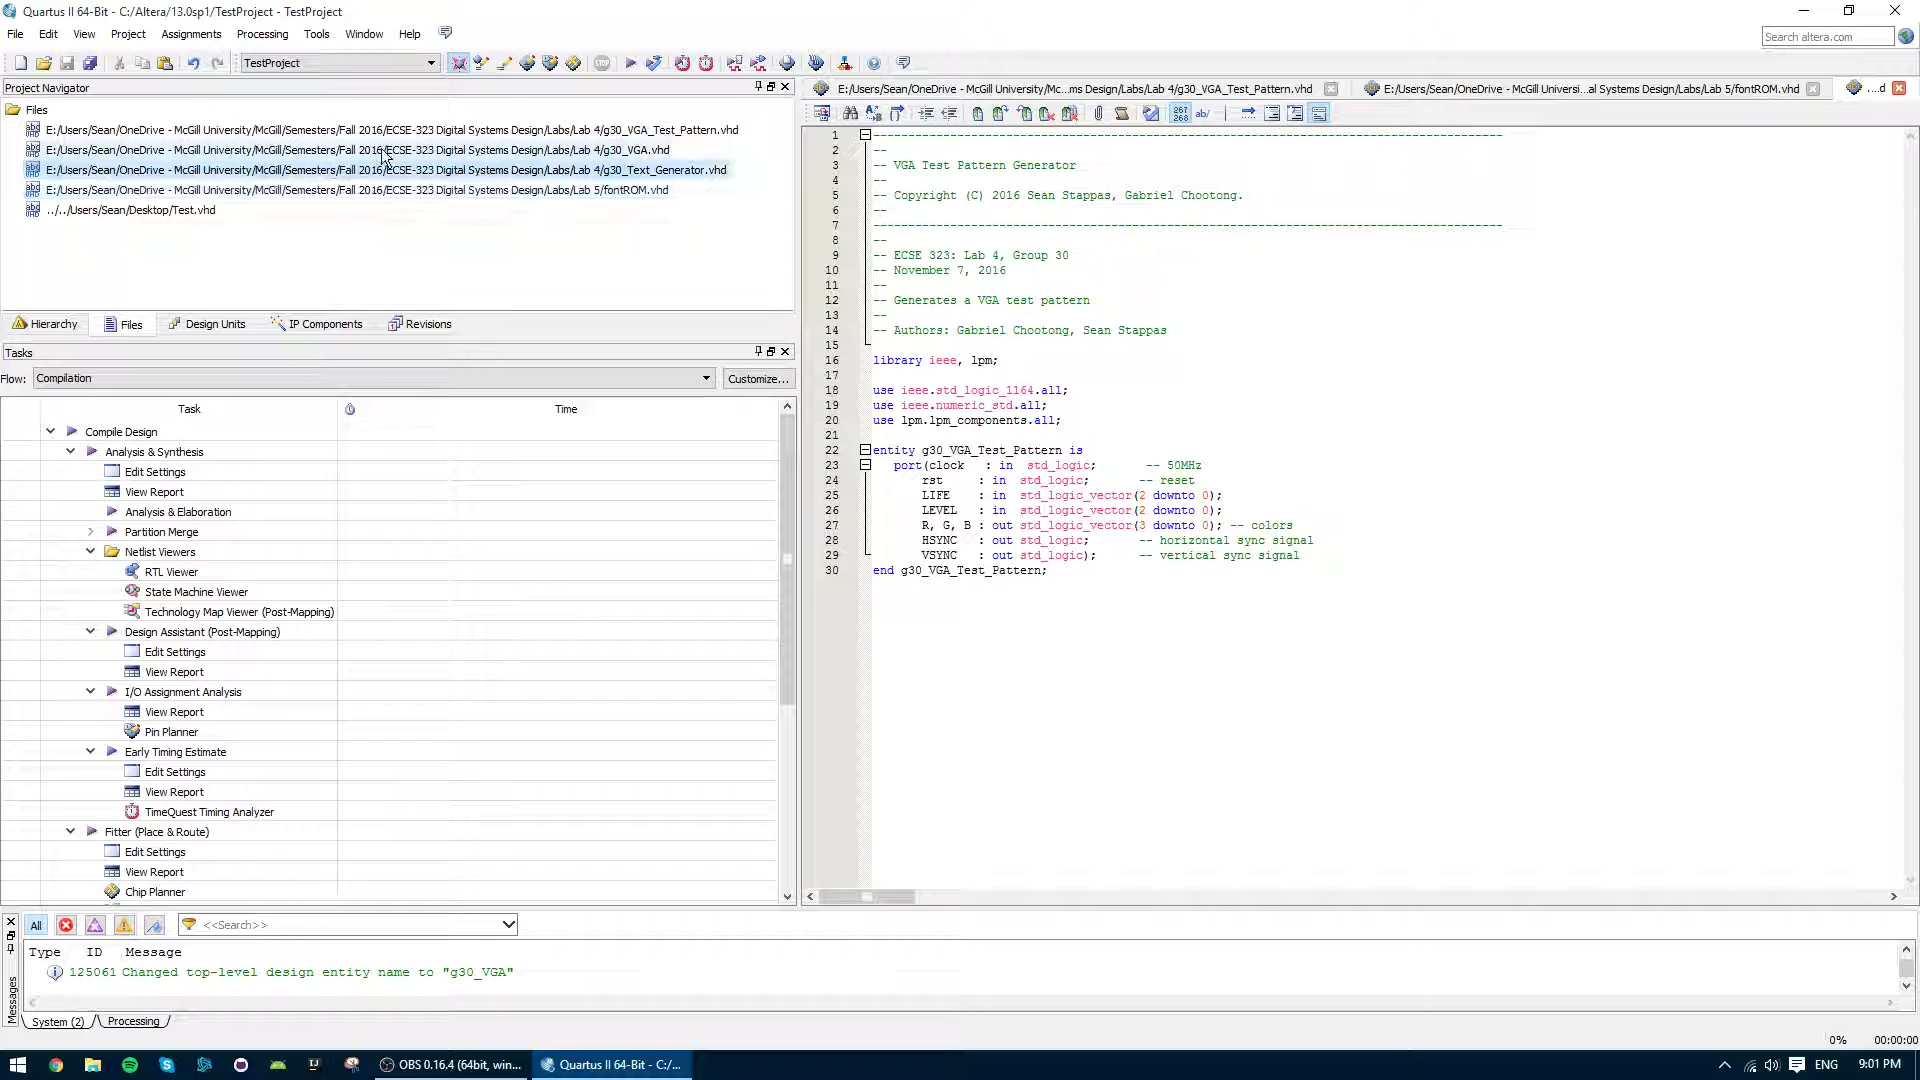 Quartus II 64-Bit - C:/Altera/13.0sp1/TestProject - TestProject
File Edit View Project Assignments Processing Tools Window Help
Search altera.com
TestProject
Project Navigator
Files
E:/Users/Sean/OneDrive - McGill University/McGill/Semesters/Fall 2016/ECSE-323 Digital Systems Design/Labs/Lab 4/g30_VGA_Test_Pattern.vhd
E:/Users/Sean/OneDrive - McGill University/McGill/Semesters/Fall 2016/ECSE-323 Digital Systems Design/Labs/Lab 4/g30_VGA.vhd
E:/Users/Sean/OneDrive - McGill University/McGill/Semesters/Fall 2016/ECSE-323 Digital Systems Design/Labs/Lab 4/g30_Text_Generator.vhd
E:/Users/Sean/OneDrive - McGill University/McGill/Semesters/Fall 2016/ECSE-323 Digital Systems Design/Labs/Lab 5/fontROM.vhd
../../Users/Sean/Desktop/Test.vhd
Hierarchy Files Design Units IP Components Revisions
Tasks
Flow: Compilation Customize...
Task Time
Compile Design
Analysis & Synthesis
Edit Settings
View Report
Analysis & Elaboration
Partition Merge
Netlist Viewers
RTL Viewer
State Machine Viewer
Technology Map Viewer (Post-Mapping)
Design Assistant (Post-Mapping)
Edit Settings
View Report
I/O Assignment Analysis
View Report
Pin Planner
Early Timing Estimate
Edit Settings
View Report
TimeQuest Timing Analyzer
Fitter (Place & Route)
Edit Settings
View Report
Chip Planner
E:/Users/Sean/OneDrive - McGill University/Mc...ms Design/Labs/Lab 4/g30_VGA_Test_Pattern.vhd
E:/Users/Sean/OneDrive - McGill Universi...al Systems Design/Labs/Lab 5/fontROM.vhd
...d
267
268
ab/
1 ------------------------------------------------------------------------------------------
2 --
3 -- VGA Test Pattern Generator
4 --
5 -- Copyright (C) 2016 Sean Stappas, Gabriel Chootong.
6 --
7 ------------------------------------------------------------------------------------------
8 --
9 -- ECSE 323: Lab 4, Group 30
10 -- November 7, 2016
11 --
12 -- Generates a VGA test pattern
13 --
14 -- Authors: Gabriel Chootong, Sean Stappas
15
16 library ieee, lpm;
17
18 use ieee.std_logic_1164.all;
19 use ieee.numeric_std.all;
20 use lpm.lpm_components.all;
21
22 entity g30_VGA_Test_Pattern is
23 port(clock : in std_logic; -- 50MHz
24 rst : in std_logic; -- reset
25 LIFE : in std_logic_vector(2 downto 0);
26 LEVEL : in std_logic_vector(2 downto 0);
27 R, G, B : out std_logic_vector(3 downto 0); -- colors
28 HSYNC : out std_logic; -- horizontal sync signal
29 VSYNC : out std_logic); -- vertical sync signal
30 end g30_VGA_Test_Pattern;
All <<Search>>
Type ID Message
125061 Changed top-level design entity name to "g30_VGA"
Messages
System (2) Processing
0% 00:00:00
OBS 0.16.4 (64bit, win...
Quartus II 64-Bit - C:/...
ENG 9:01 PM